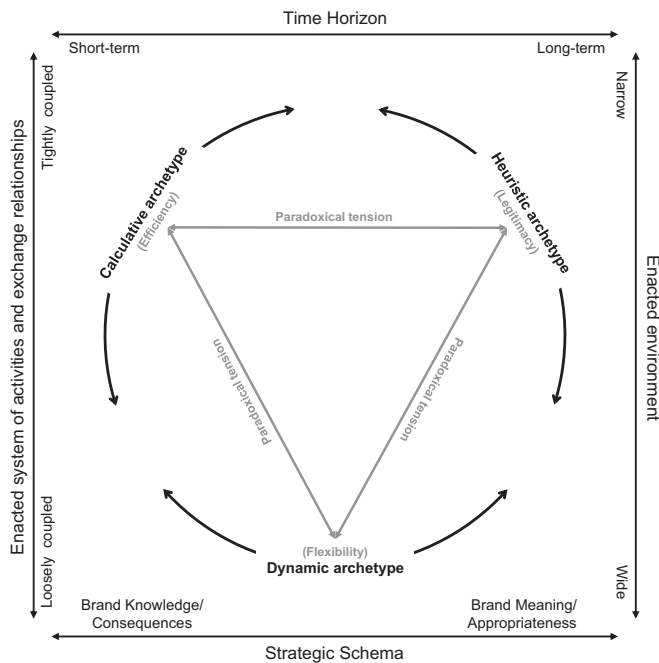 Time Horizon
Short-term
Long-term
Tightly coupled
Narrow
Enacted system of activities and exchange relationships
Calculative archetype
(Efficiency)
Heuristic archetype
(Legitimacy)
Paradoxical tension
Enacted environment
Paradoxical tension
Paradoxical tension
Loosely coupled
Wide
(Flexibility)
Dynamic archetype
Brand Knowledge/
Consequences
Brand Meaning/
Appropriateness
Strategic Schema